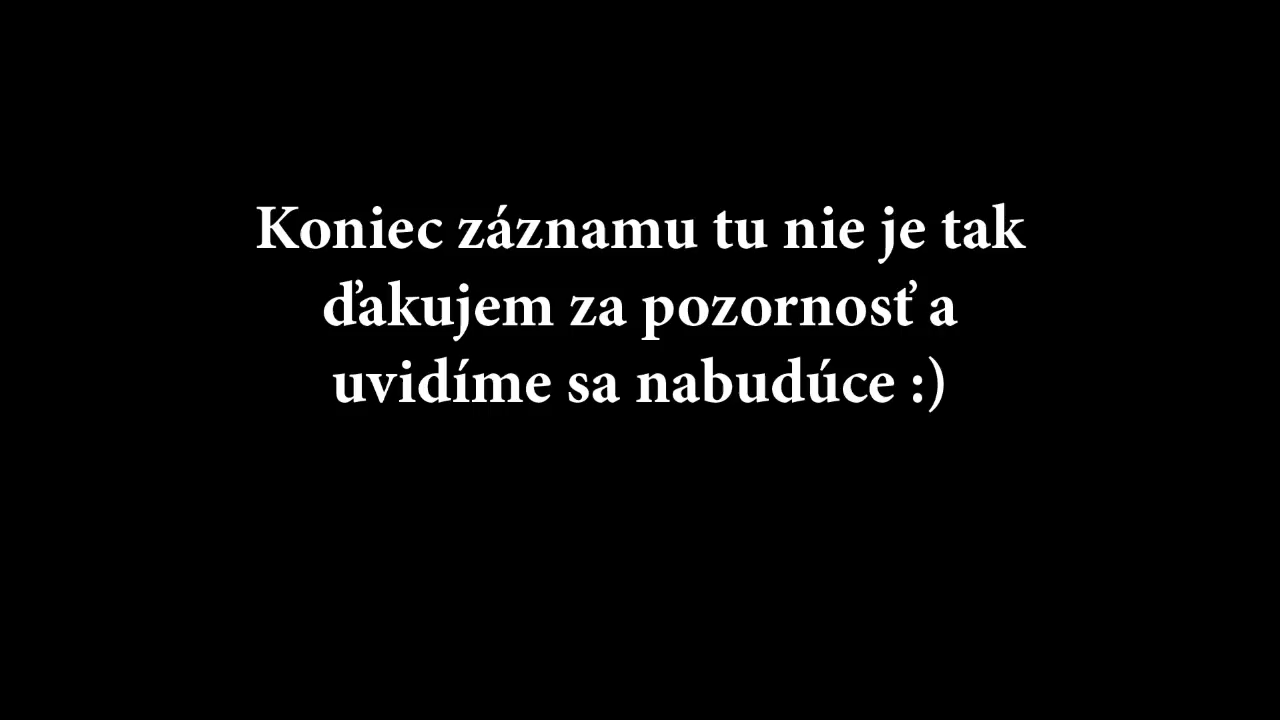 Koniec záznamu tu nie je tak
ďakujem za pozornosť a
uvidíme sa nabudúce :)